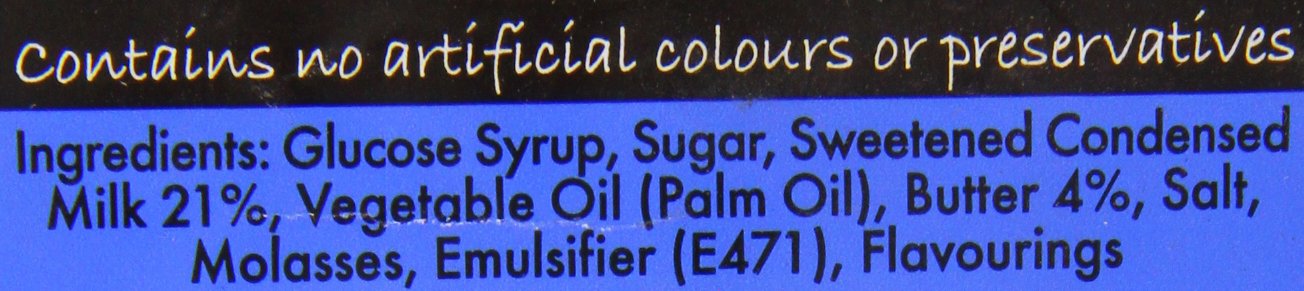 Contains no artificial colours or preservatives
Ingredients: Glucose Syrup, Sugar, Sweetened Condensed
Milk 21%, Vegetable Oil (Palm Oil), Butter 4%, Salt,
Molasses, Emulsifier (E471), Flavourings